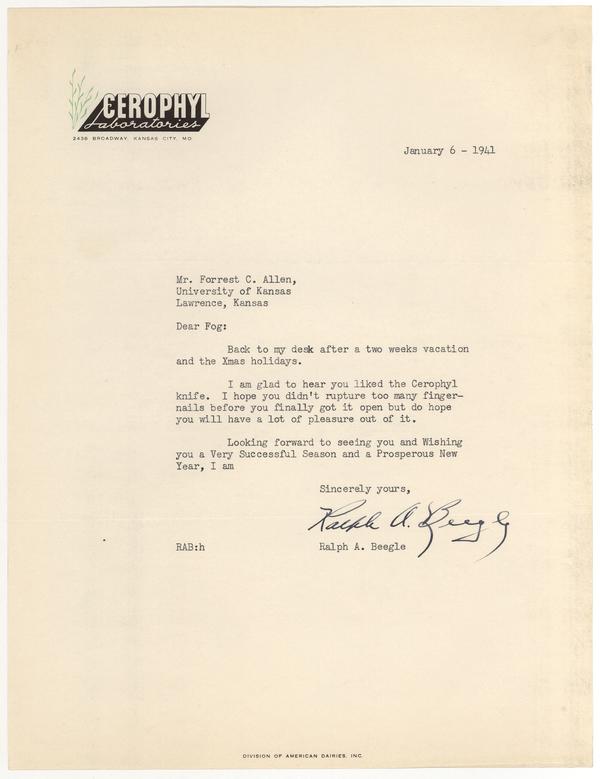 CEROPHYL
Laboratories
2438 BROADWAY, KANSAS CITY, MO.
January 6 - 1941
Mr. Forrest C. Allen,
University of Kansas
Lawrence, Kansas
Dear Fog:
Back to my desk after a two weeks vacation
and the Xmas holidays.
I am glad to hear you liked the Cerophyl
knife. I hope you didn't rupture too many finger-
nails before you finally got it open but do hope
you will have a lot of pleasure out of it.
Looking forward to seeing you and Wishing
you a Very Successful Season and a Prosperous New
Year, I am
Sincerely yours,
Ralph A. Beegle
RAB:h Ralph A. Beegle
DIVISION OF AMERICAN DAIRIES, INC.